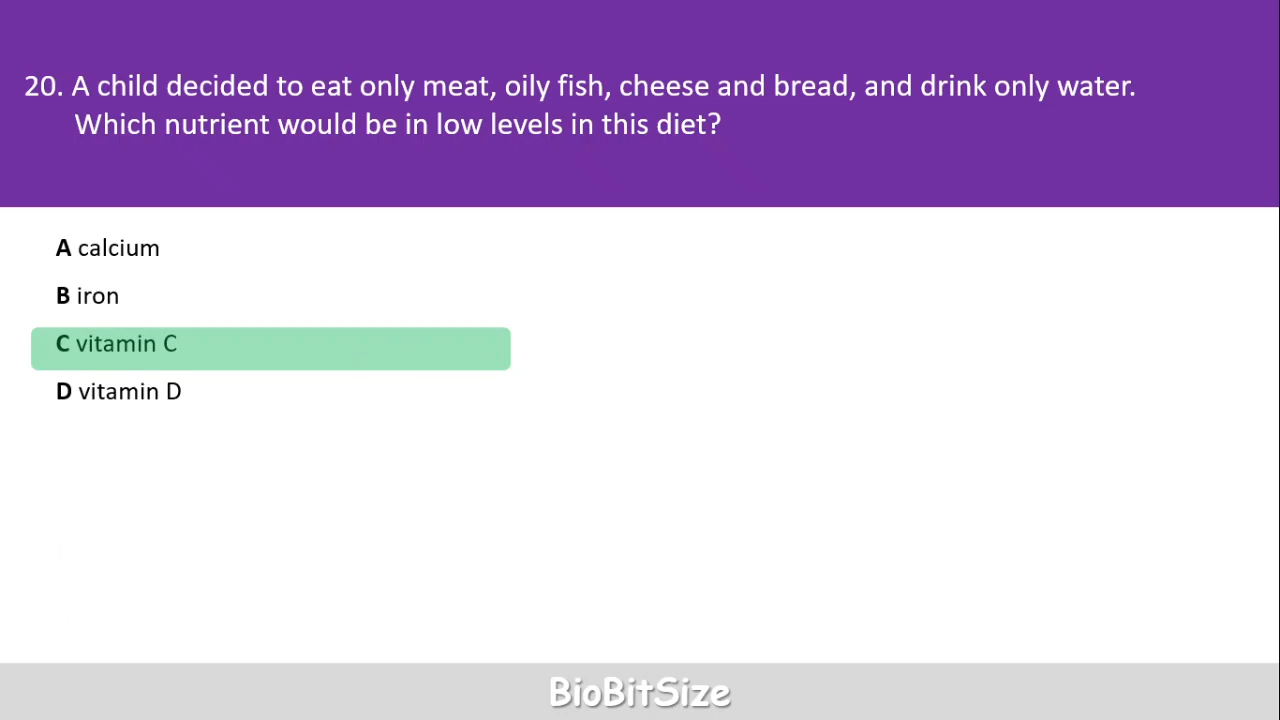 20. A child decided to eat only meat, oily fish, cheese and bread, and drink only water.
Which nutrient would be in low levels in this diet?
A calcium
B iron
C vitamin C
D vitamin D
BioBitSize